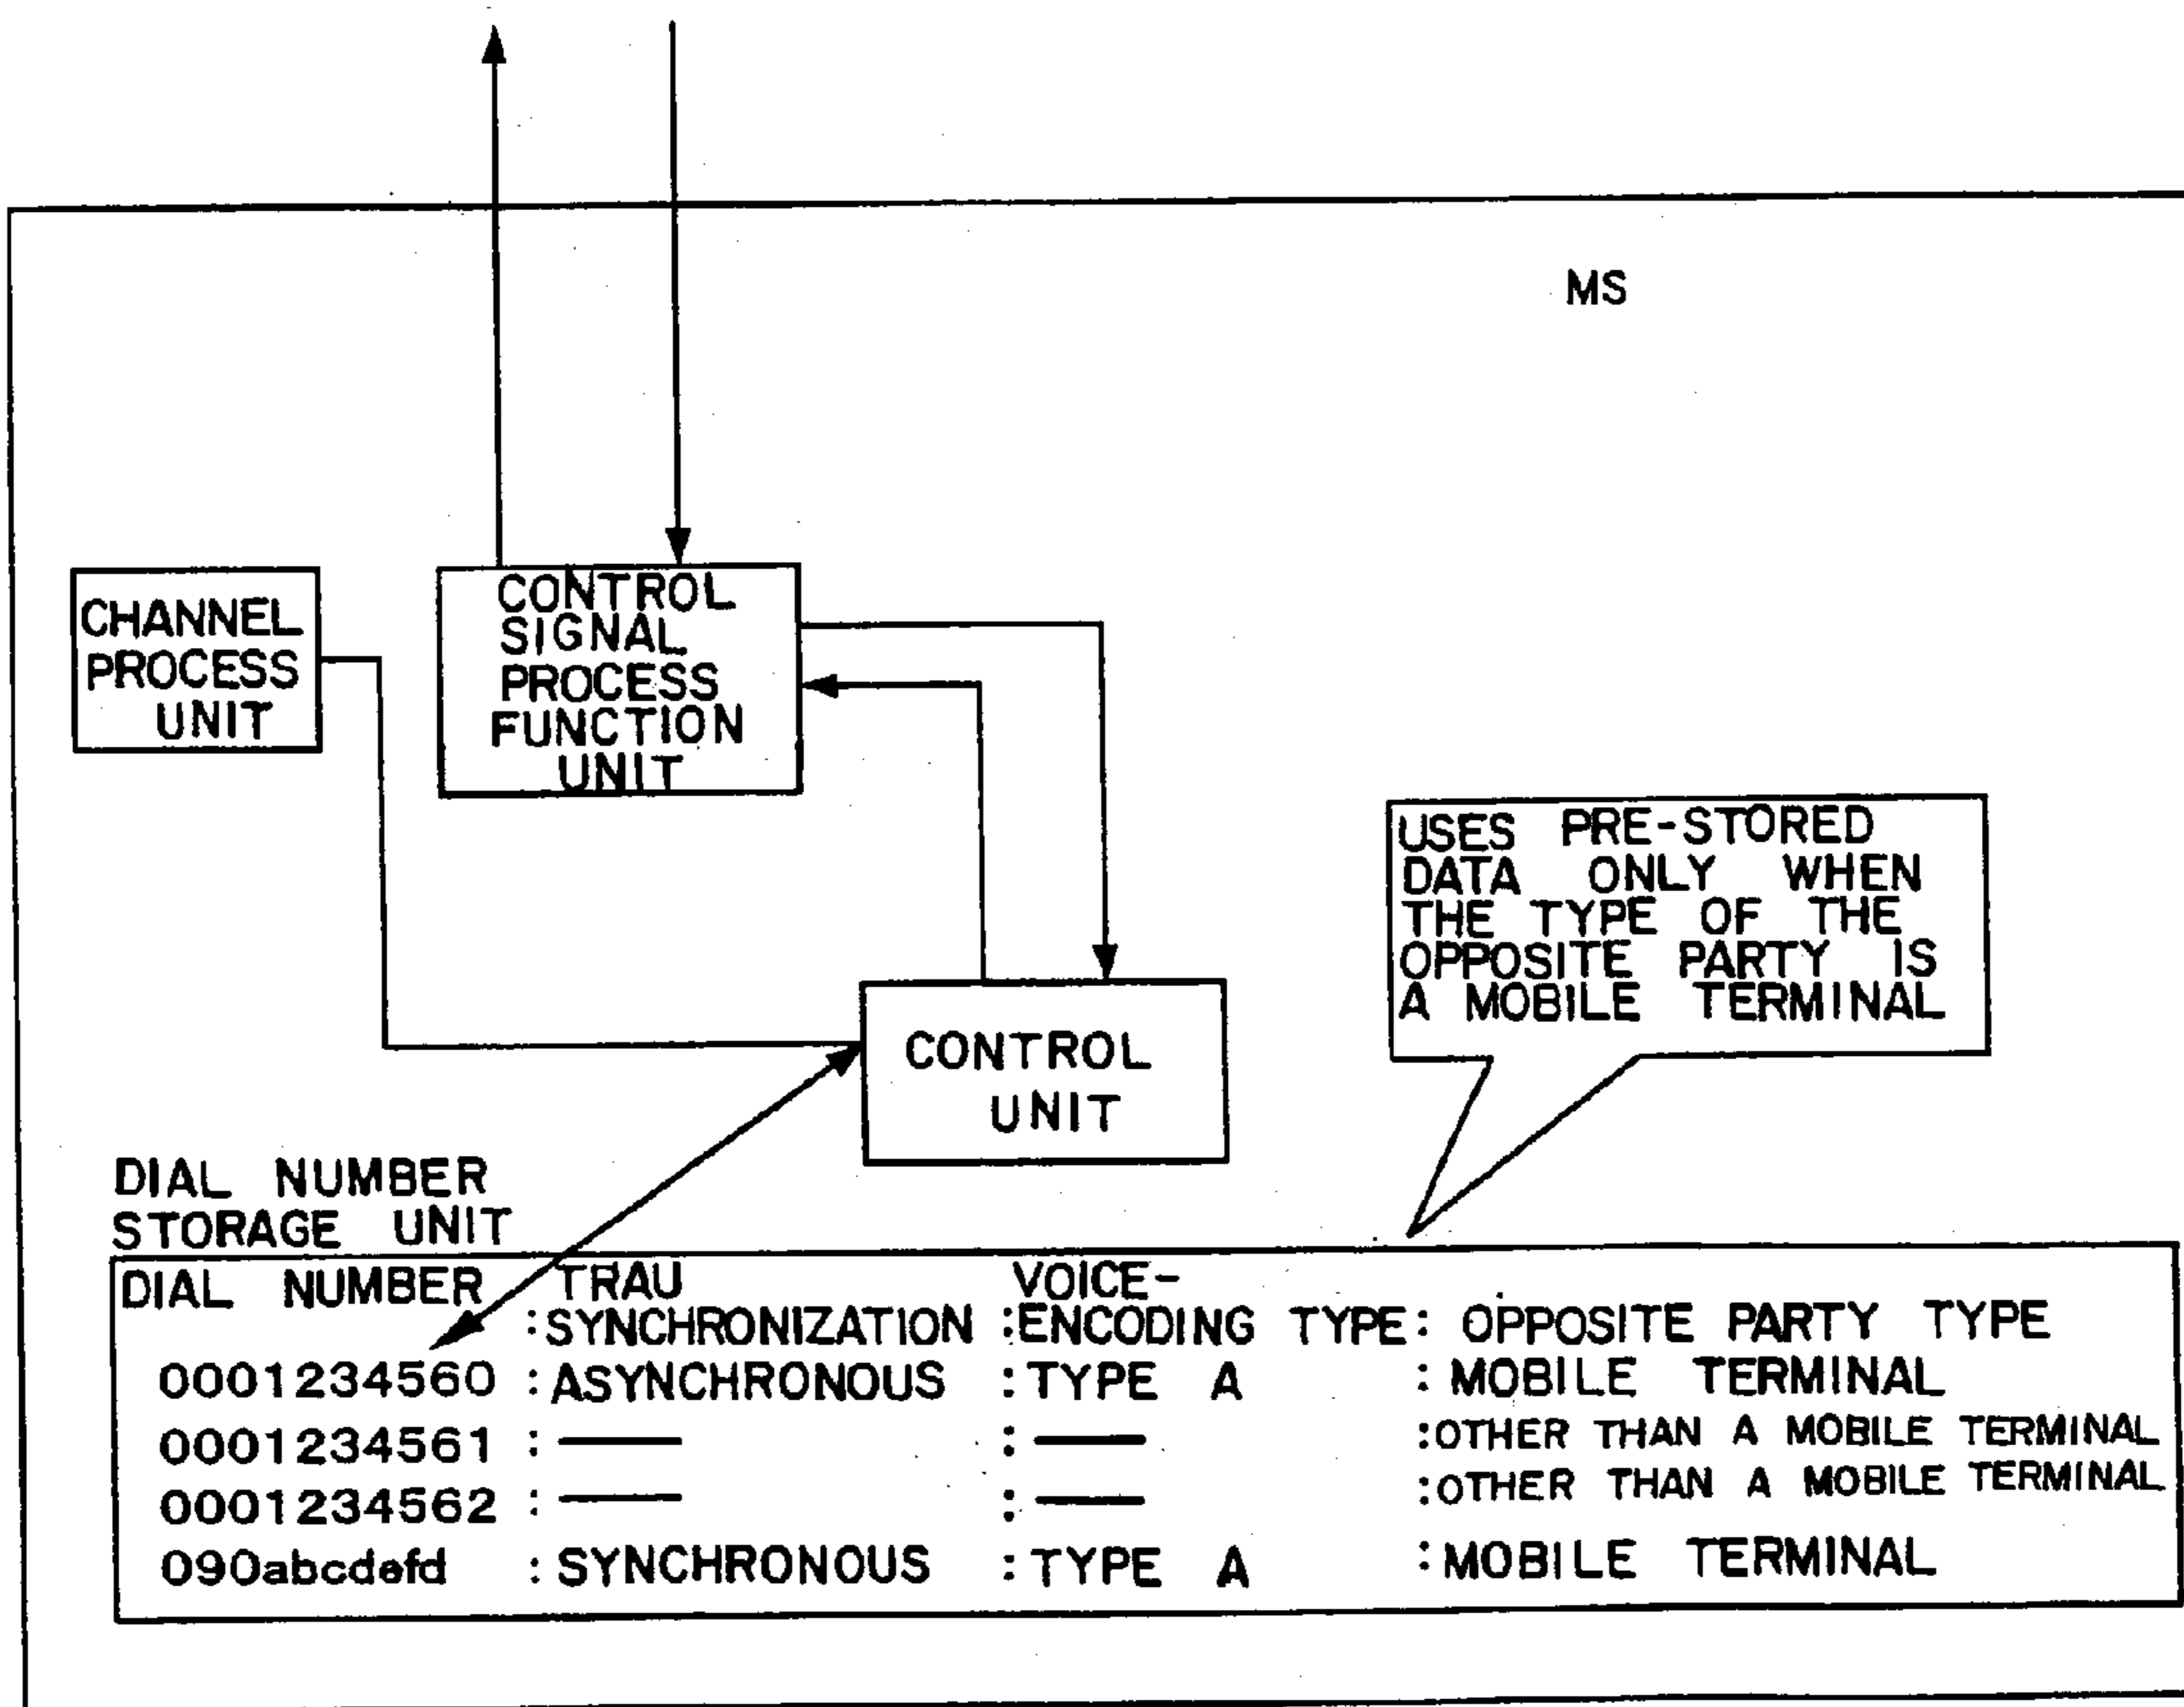 MS
CHANNEL
PROCESS
UNIT
CONTROL
SIGNAL
PROCESS
FUNCTION
UNIT
USES PRE-STORED
DATA ONLY WHEN
THE TYPE OF THE
OPPOSITE PARTY IS
A MOBILE TERMINAL
CONTROL
UNIT
DIAL NUMBER
STORAGE UNIT
DIAL NUMBER TRAU VOICE-
:SYNCHRONIZATION :ENCODING TYPE: OPPOSITE PARTY TYPE
0001234560 :ASYNCHRONOUS :TYPE A :MOBILE TERMINAL
0001234561 :— :— :OTHER THAN A MOBILE TERMINAL
0001234562 :— :— :OTHER THAN A MOBILE TERMINAL
090abcdefd :SYNCHRONOUS :TYPE A :MOBILE TERMINAL